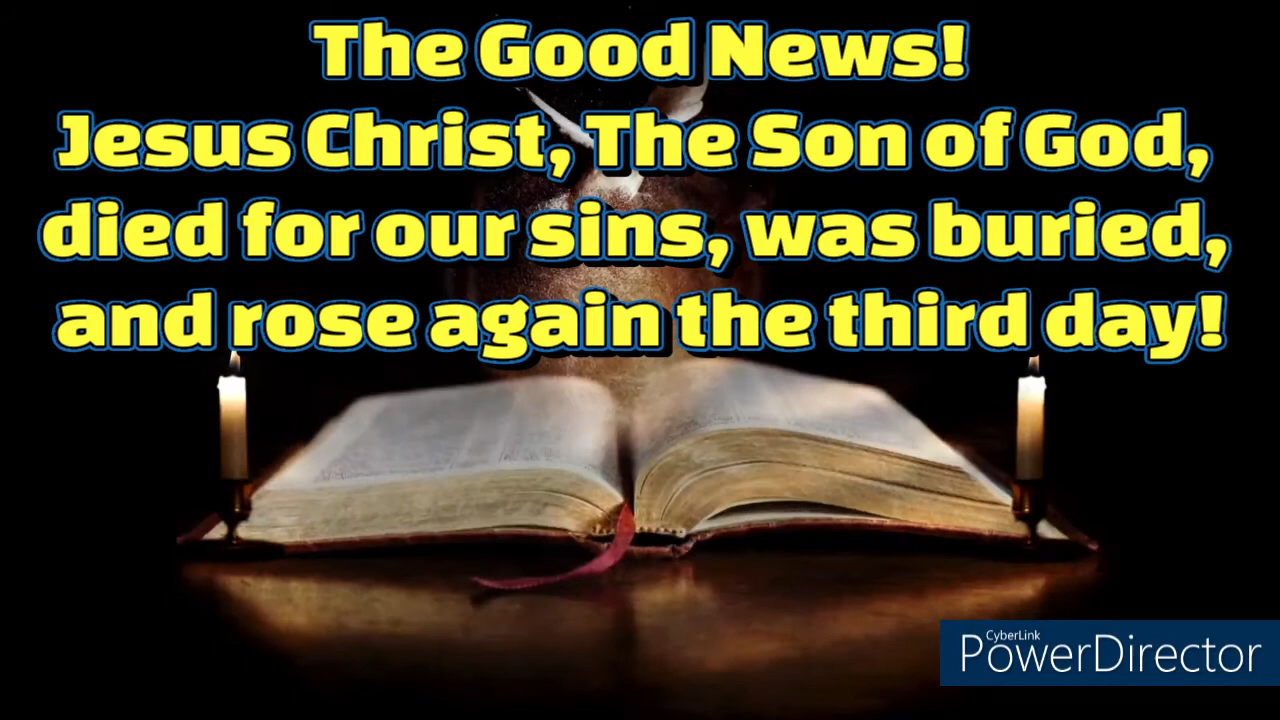 The Good News!
Jesus Christ, The Son of God,
died for our sins, was buried,
and rose again the third day!
CyberLink
PowerDirector